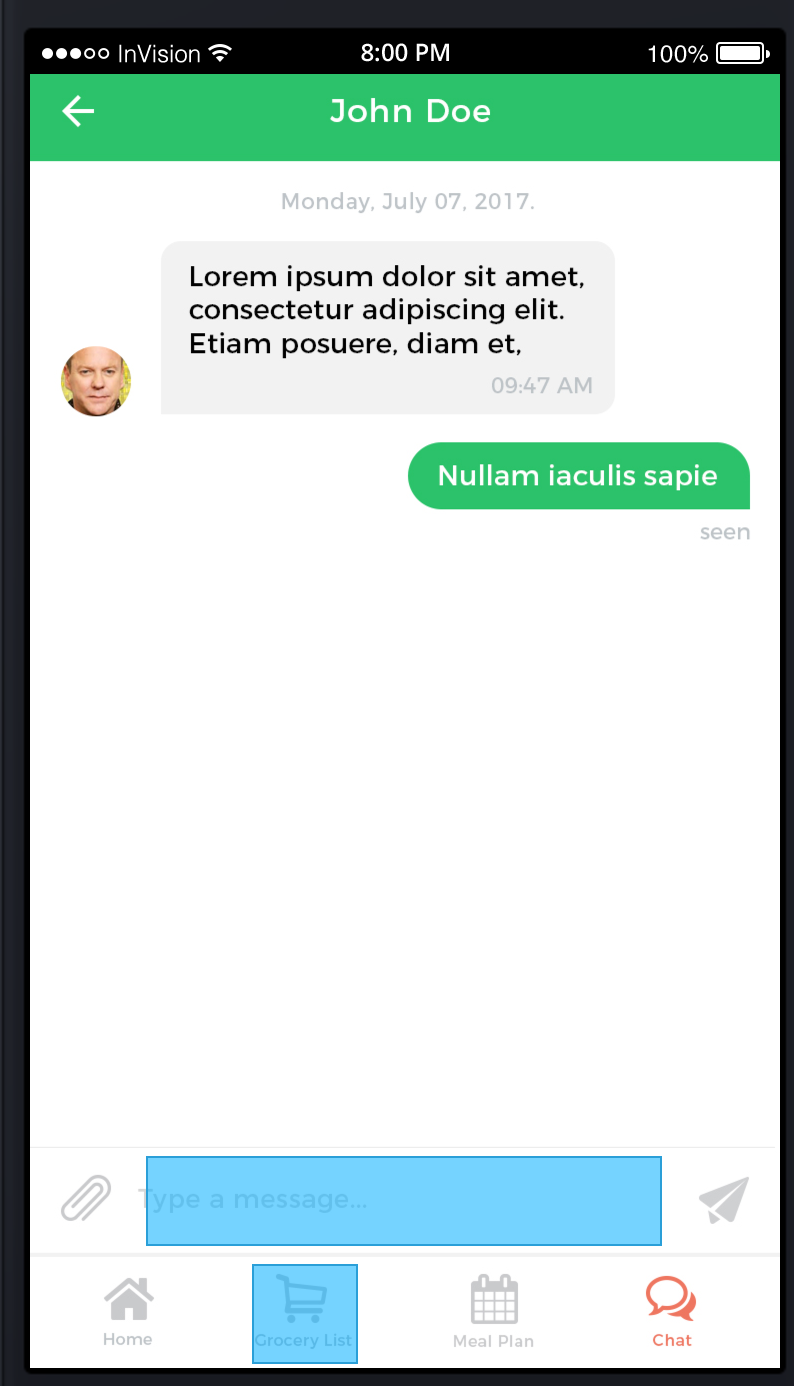 InVision 8:00 PM 100%
John Doe
Monday, July 07, 2017.
Lorem ipsum dolor sit amet,
consectetur adipiscing elit.
Etiam posuere, diam et,
09:47 AM
Nullam iaculis sapie
seen
Type a message...
Home Grocery List Meal Plan Chat